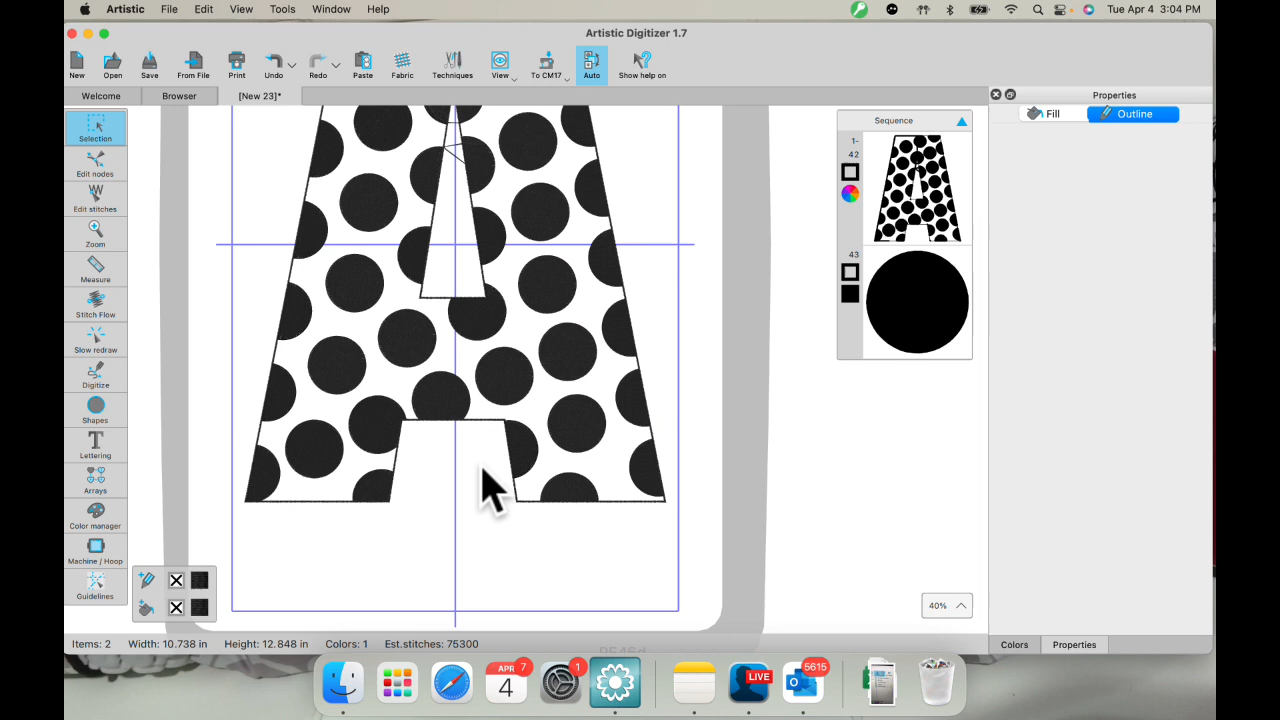 Artistic File Edit View Tools Window Help Tue Apr 4 3:04 PM
Artistic Digitizer 1.7
New Open Save From File Print Undo Redo Paste Fabric Techniques View To CM17 Auto Show help on
Welcome Browser [New 23]*
Properties
Fill Outline
Sequence
1-
42
43
Selection
Edit nodes
Edit stitches
Zoom
Measure
Stitch Flow
Slow redraw
Digitize
Shapes
Lettering
Arrays
Color manager
Machine / Hoop
Guidelines
40%
Items: 2 Width: 10.738 in Height: 12.848 in Colors: 1 Est.stitches: 75300
Colors Properties
APR 7
4
1
LIVE
5615